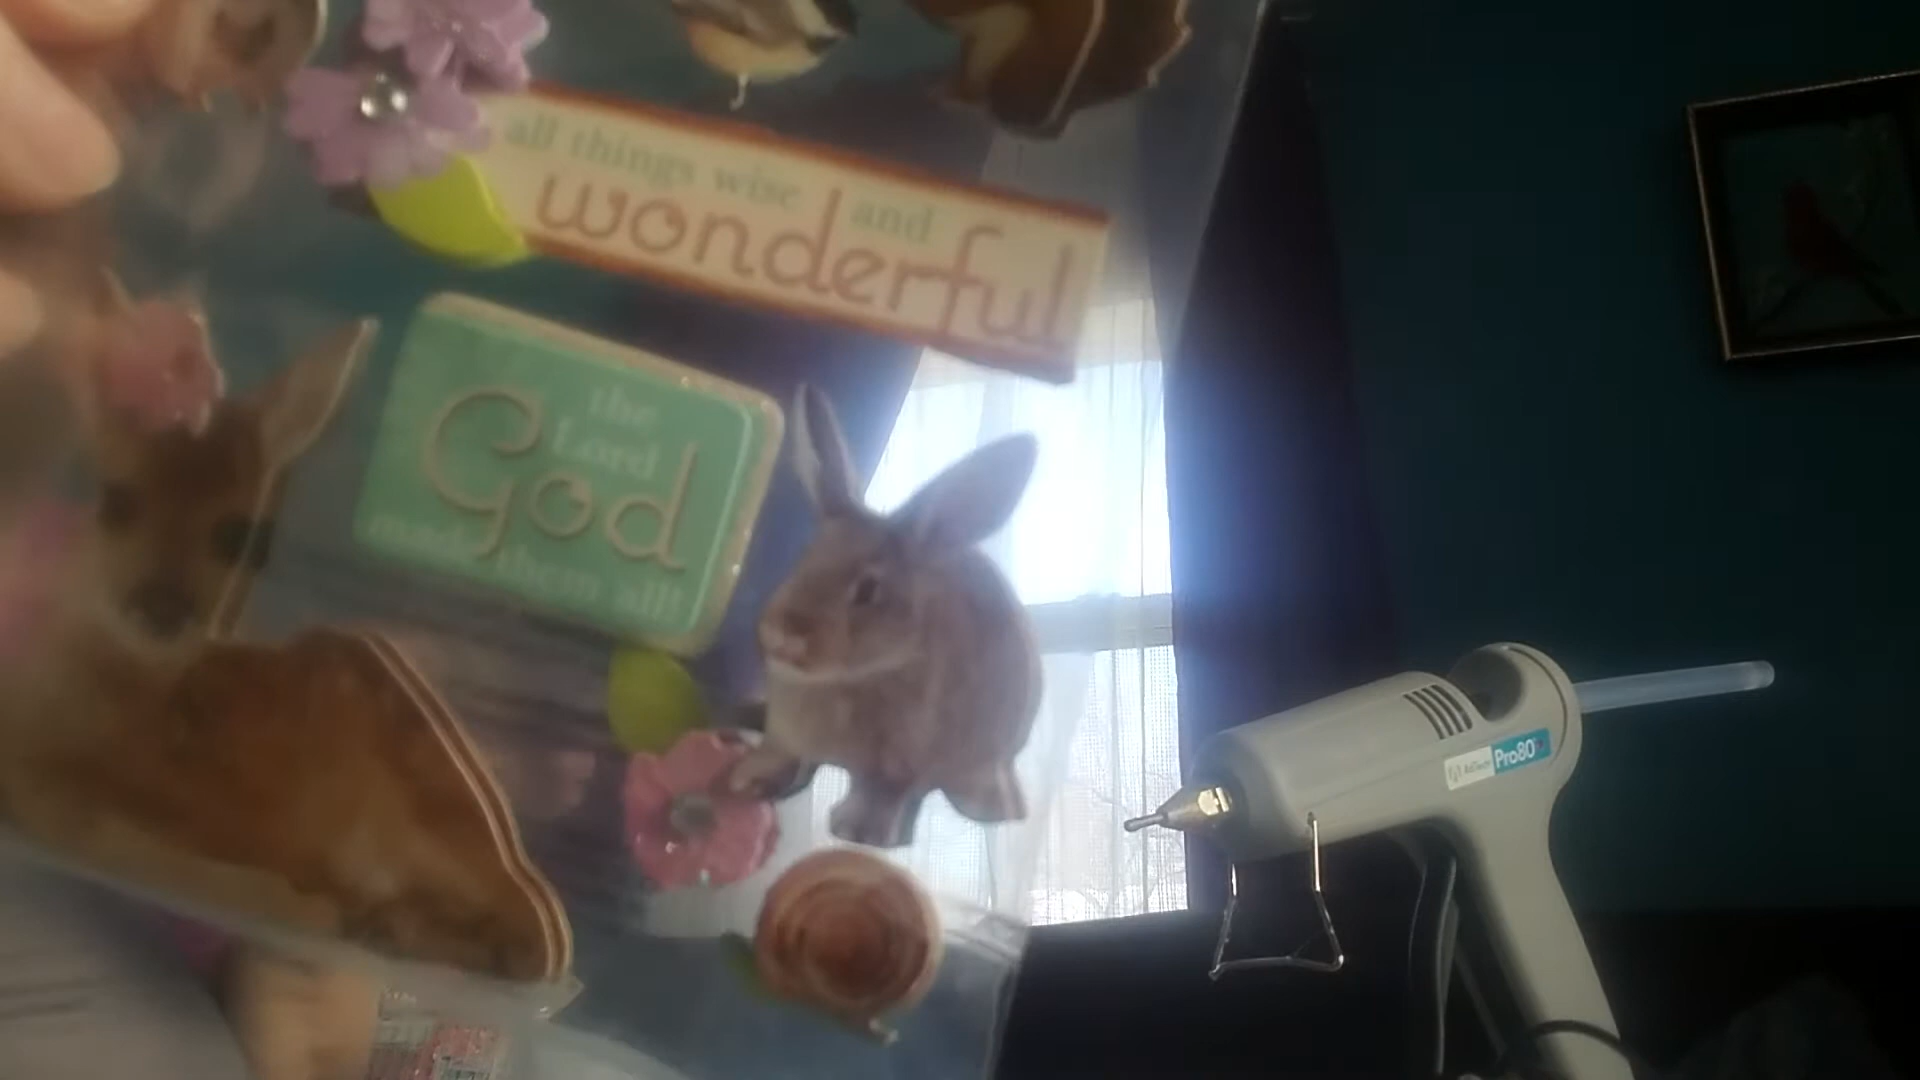 all things wise and
wonderful
the
Lord
God
made them all!
AdTech Pro80